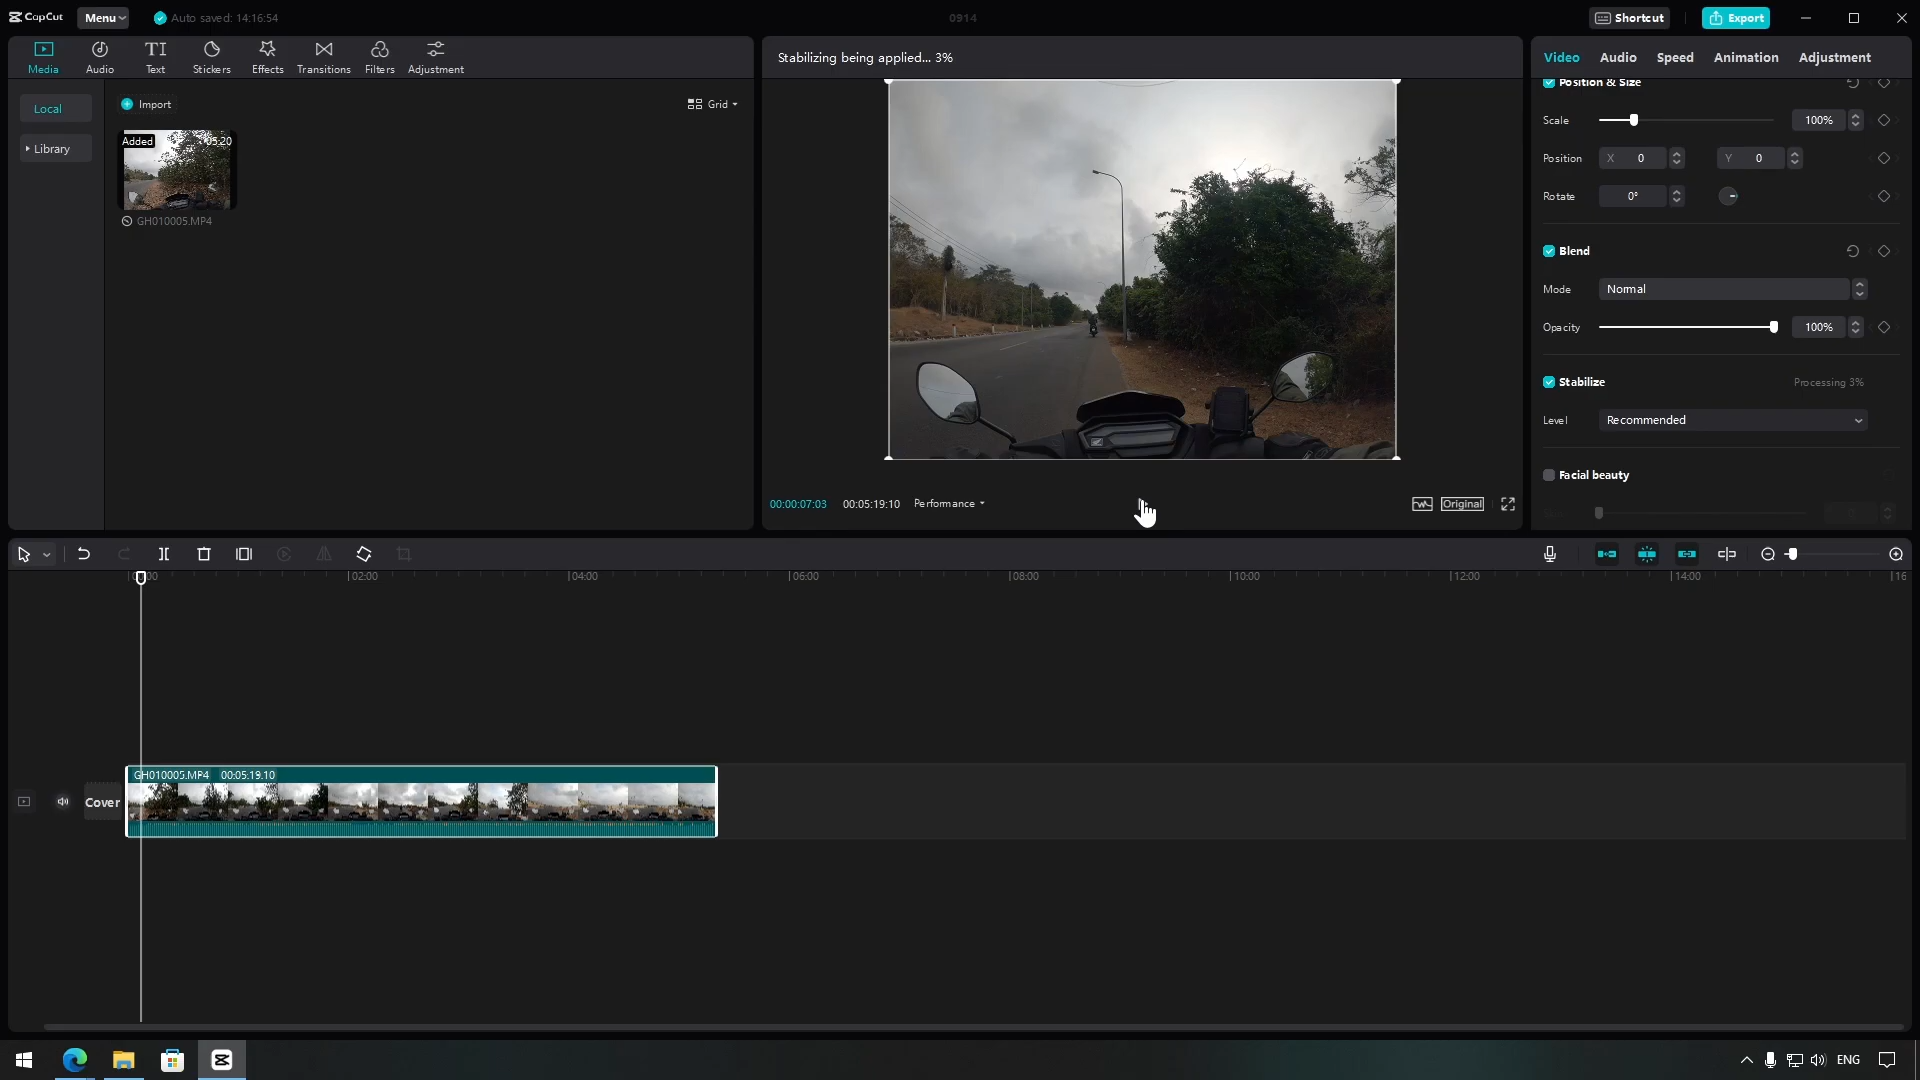 CapCut Menu Auto saved: 14:16:54 0914 Shortcut Export
Media Audio Text Stickers Effects Transitions Filters Adjustment
Local
Library
Import
Grid
Added 05:20
GH010005.MP4
Stabilizing being applied... 3%
00:00:07:03 00:05:19:10 Performance Original
Video Audio Speed Animation Adjustment
Position & Size
Scale 100%
Position X 0 Y 0
Rotate 0°
Blend
Mode Normal
Opacity 100%
Stabilize Processing 3%
Level Recommended
Facial beauty
02:00 04:00 06:00 08:00 10:00 12:00 14:00 16
GH010005.MP4 00:05:19:10
Cover
ENG